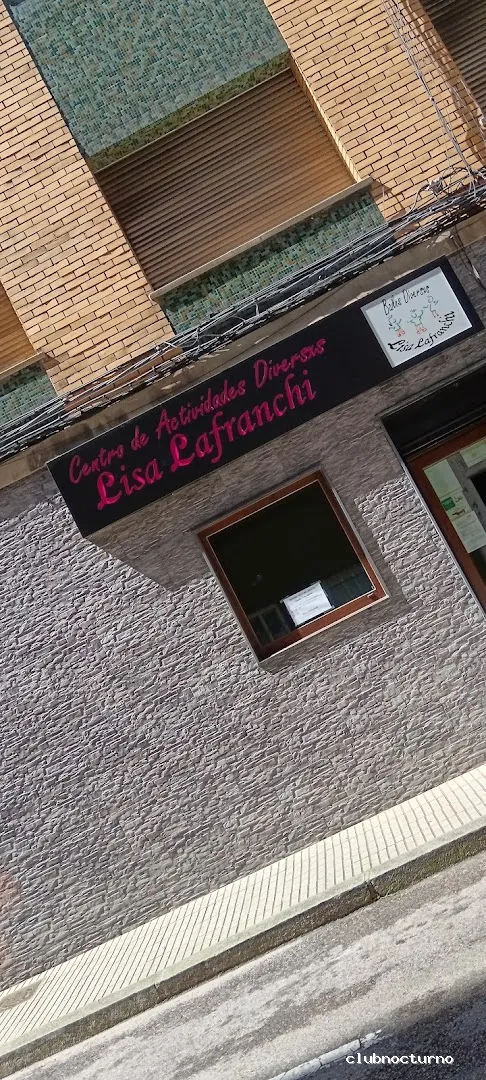 Centro de Actividades Diversas
Lisa Lafranchi
Bailes Diversos
Lisa Lafranchi
clubnocturno